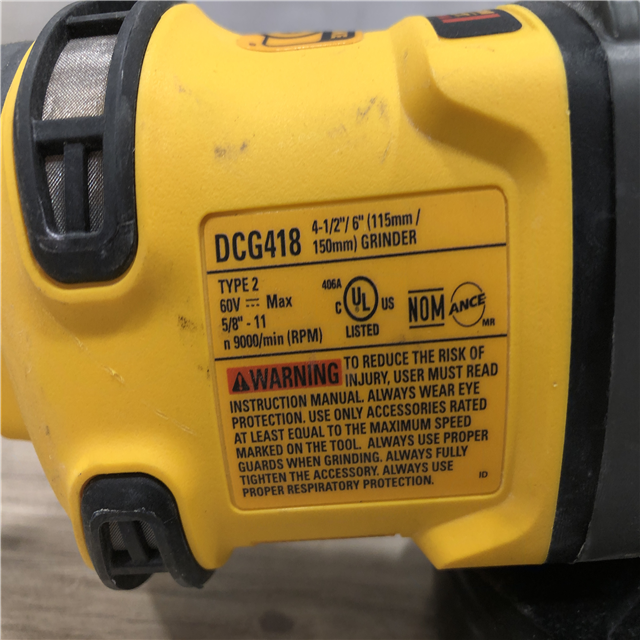 DCG418 4-1/2"/ 6" (115mm /
150mm) GRINDER
TYPE 2
60V ⎓ Max
5/8" - 11
n 9000/min (RPM)
406A
C UL US
LISTED
NOM ANCE
MR
⚠WARNING TO REDUCE THE RISK OF
INJURY, USER MUST READ
INSTRUCTION MANUAL. ALWAYS WEAR EYE
PROTECTION. USE ONLY ACCESSORIES RATED
AT LEAST EQUAL TO THE MAXIMUM SPEED
MARKED ON THE TOOL. ALWAYS USE PROPER
GUARDS WHEN GRINDING. ALWAYS FULLY
TIGHTEN THE ACCESSORY. ALWAYS USE
PROPER RESPIRATORY PROTECTION.
ID